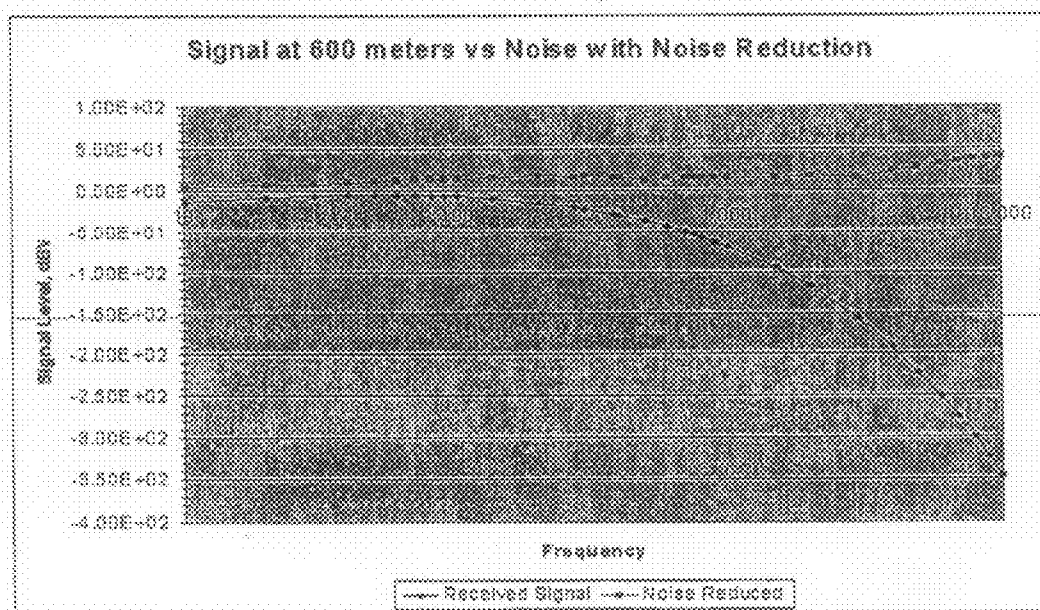 Signal at 600 meters vs Noise with Noise Reduction
1.00E+02
5.00E+01
0.00E+00
-5.00E+01
-1.00E+02
-1.50E+02
-2.00E+02
-2.50E+02
-3.00E+02
-3.50E+02
-4.00E+02
Signal Level, dBV
Frequency
Received Signal
Noise Reduced